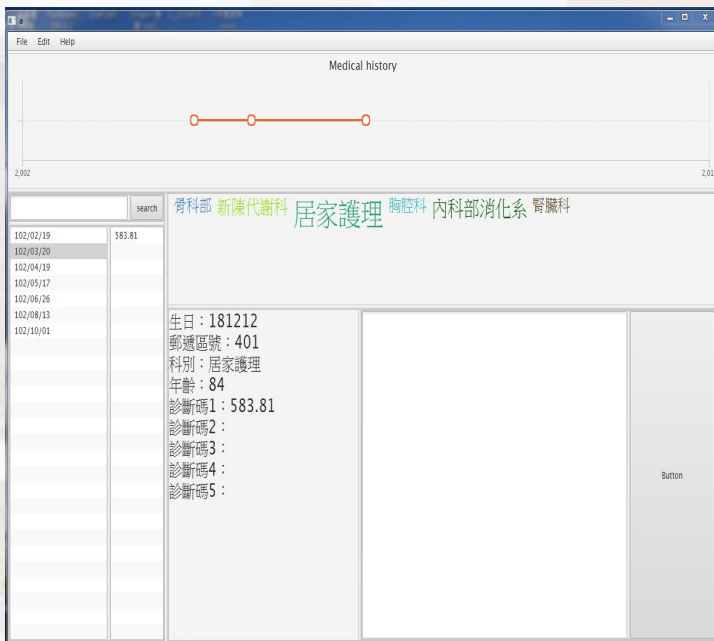 a
File Edit Help
Medical history
2,002
2,01
search
骨科部 新陳代謝科 居家護理 胸腔科 內科部消化系 腎臟科
102/02/19 583.81
102/03/20
102/04/19
102/05/17
102/06/26
102/08/13
102/10/01
生日：181212
郵遞區號：401
科別：居家護理
年齡：84
診斷碼1：583.81
診斷碼2：
診斷碼3：
診斷碼4：
診斷碼5：
Button